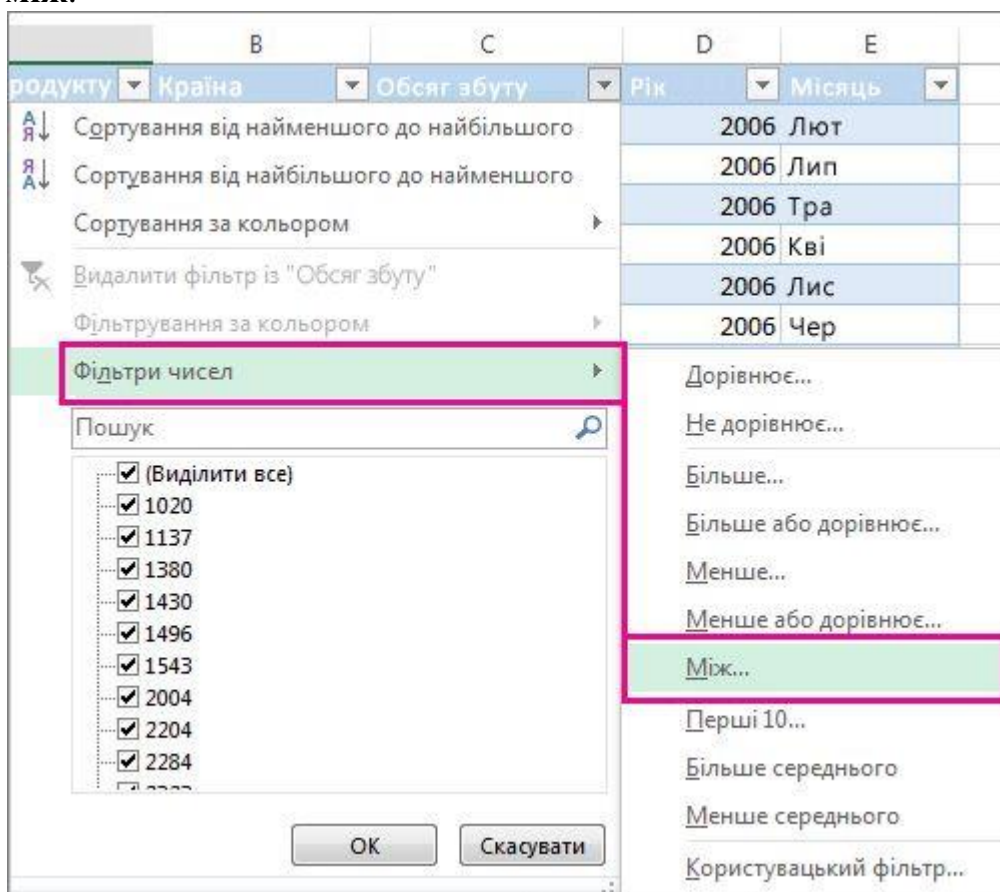 B C D E
родукту Країна Обсяг збуту Рік Місяць
Сортування від найменшого до найбільшого
Сортування від найбільшого до найменшого
Сортування за кольором
Видалити фільтр із "Обсяг збуту"
Фільтрування за кольором
Фільтри чисел
Пошук
(Виділити все)
1020
1137
1380
1430
1496
1543
2004
2204
2284
ОК Скасувати
2006 Лют
2006 Лип
2006 Тра
2006 Кві
2006 Лис
2006 Чер
Дорівнює...
Не дорівнює...
Більше...
Більше або дорівнює...
Менше...
Менше або дорівнює...
Між...
Перші 10...
Більше середнього
Менше середнього
Користувацький фільтр...